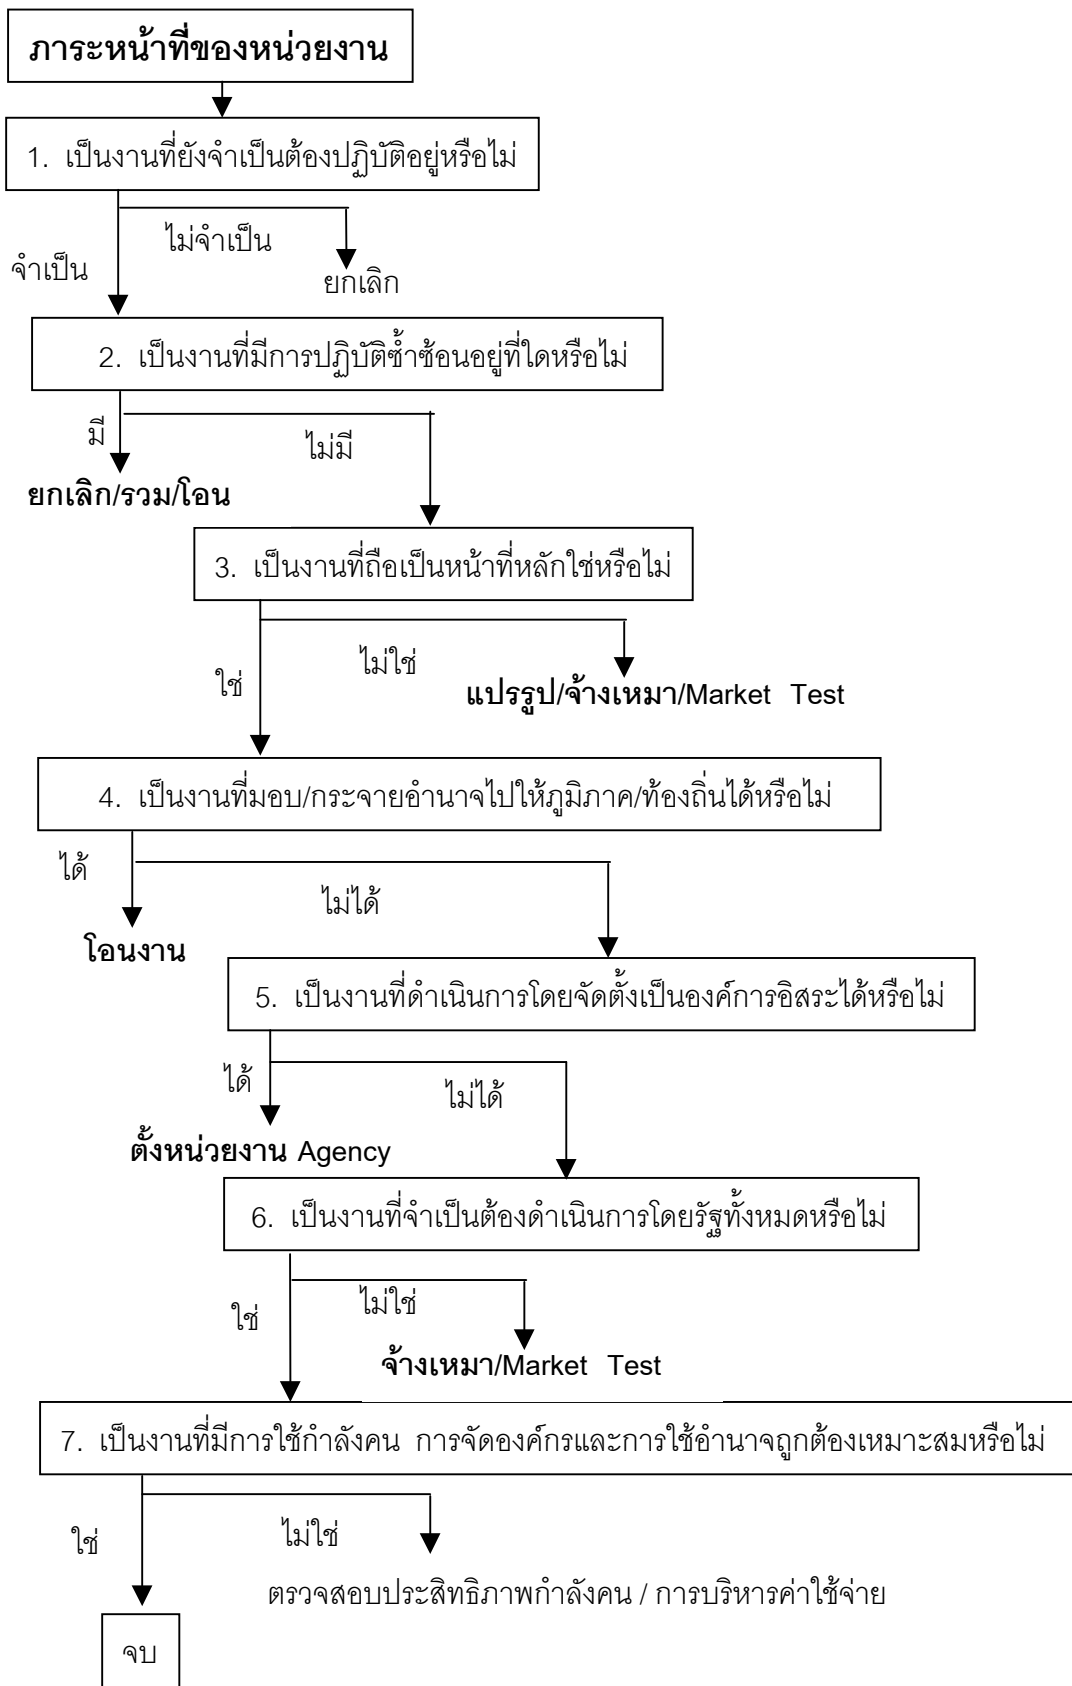 ภาระหน้าที่ของหน่วยงาน
1. เป็นงานที่ยังจำเป็นต้องปฏิบัติอยู่หรือไม่
ไม่จำเป็น
จำเป็น
ยกเลิก
2. เป็นงานที่มีการปฏิบัติซ้ำซ้อนอยู่ที่ใดหรือไม่
มี
ไม่มี
ยกเลิก/รวม/โอน
3. เป็นงานที่ถือเป็นหน้าที่หลักใช่หรือไม่
ไม่ใช่
ใช่
แปรรูป/จ้างเหมา/Market Test
4. เป็นงานที่มอบ/กระจายอำนาจไปให้ภูมิภาค/ท้องถิ่นได้หรือไม่
ได้
ไม่ได้
โอนงาน
5. เป็นงานที่ดำเนินการโดยจัดตั้งเป็นองค์การอิสระได้หรือไม่
ได้
ไม่ได้
ตั้งหน่วยงาน Agency
6. เป็นงานที่จำเป็นต้องดำเนินการโดยรัฐทั้งหมดหรือไม่
ไม่ใช่
ใช่
จ้างเหมา/Market Test
7. เป็นงานที่มีการใช้กำลังคน การจัดองค์กรและการใช้อำนาจถูกต้องเหมาะสมหรือไม่
ใช่
ไม่ใช่
ตรวจสอบประสิทธิภาพกำลังคน / การบริหารค่าใช้จ่าย
จบ